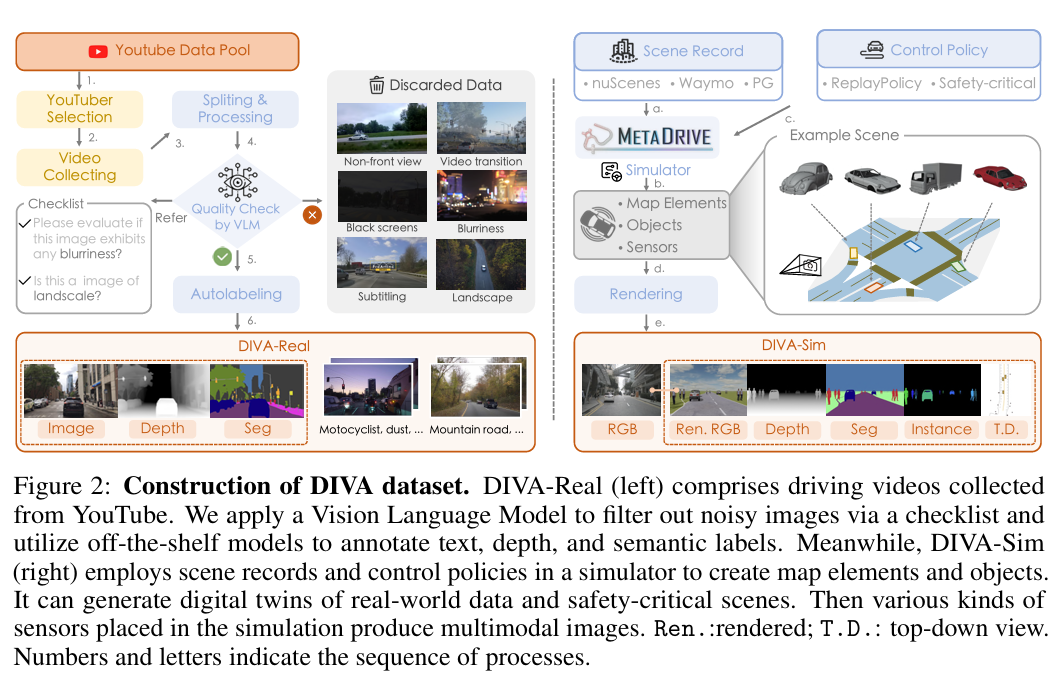 Youtube Data Pool
1.
YouTuber
Selection
2.
Video
Collecting
3.
Spliting &
Processing
4.
Quality Check
by VLM
Refer
Checklist
Please evaluate if
this image exhibits
any blurriness?
Is this a image of
landscale?
5.
Autolabeling
6.
Discarded Data
Non-front view
Video transition
Black screens
Blurriness
Subtitling
Landscape
DIVA-Real
Image
Depth
Seg
Motocyclist, dust, ...
Mountain road, ...
Scene Record
• nuScenes • Waymo • PG
Control Policy
• ReplayPolicy • Safety-critical
a.
c.
METADRIVE
Simulator
b.
• Map Elements
• Objects
• Sensors
d.
Rendering
e.
Example Scene
DIVA-Sim
RGB
Ren. RGB
Depth
Seg
Instance
T.D.
Figure 2: Construction of DIVA dataset. DIVA-Real (left) comprises driving videos collected
from YouTube. We apply a Vision Language Model to filter out noisy images via a checklist and
utilize off-the-shelf models to annotate text, depth, and semantic labels. Meanwhile, DIVA-Sim
(right) employs scene records and control policies in a simulator to create map elements and objects.
It can generate digital twins of real-world data and safety-critical scenes. Then various kinds of
sensors placed in the simulation produce multimodal images. Ren.:rendered; T.D.: top-down view.
Numbers and letters indicate the sequence of processes.